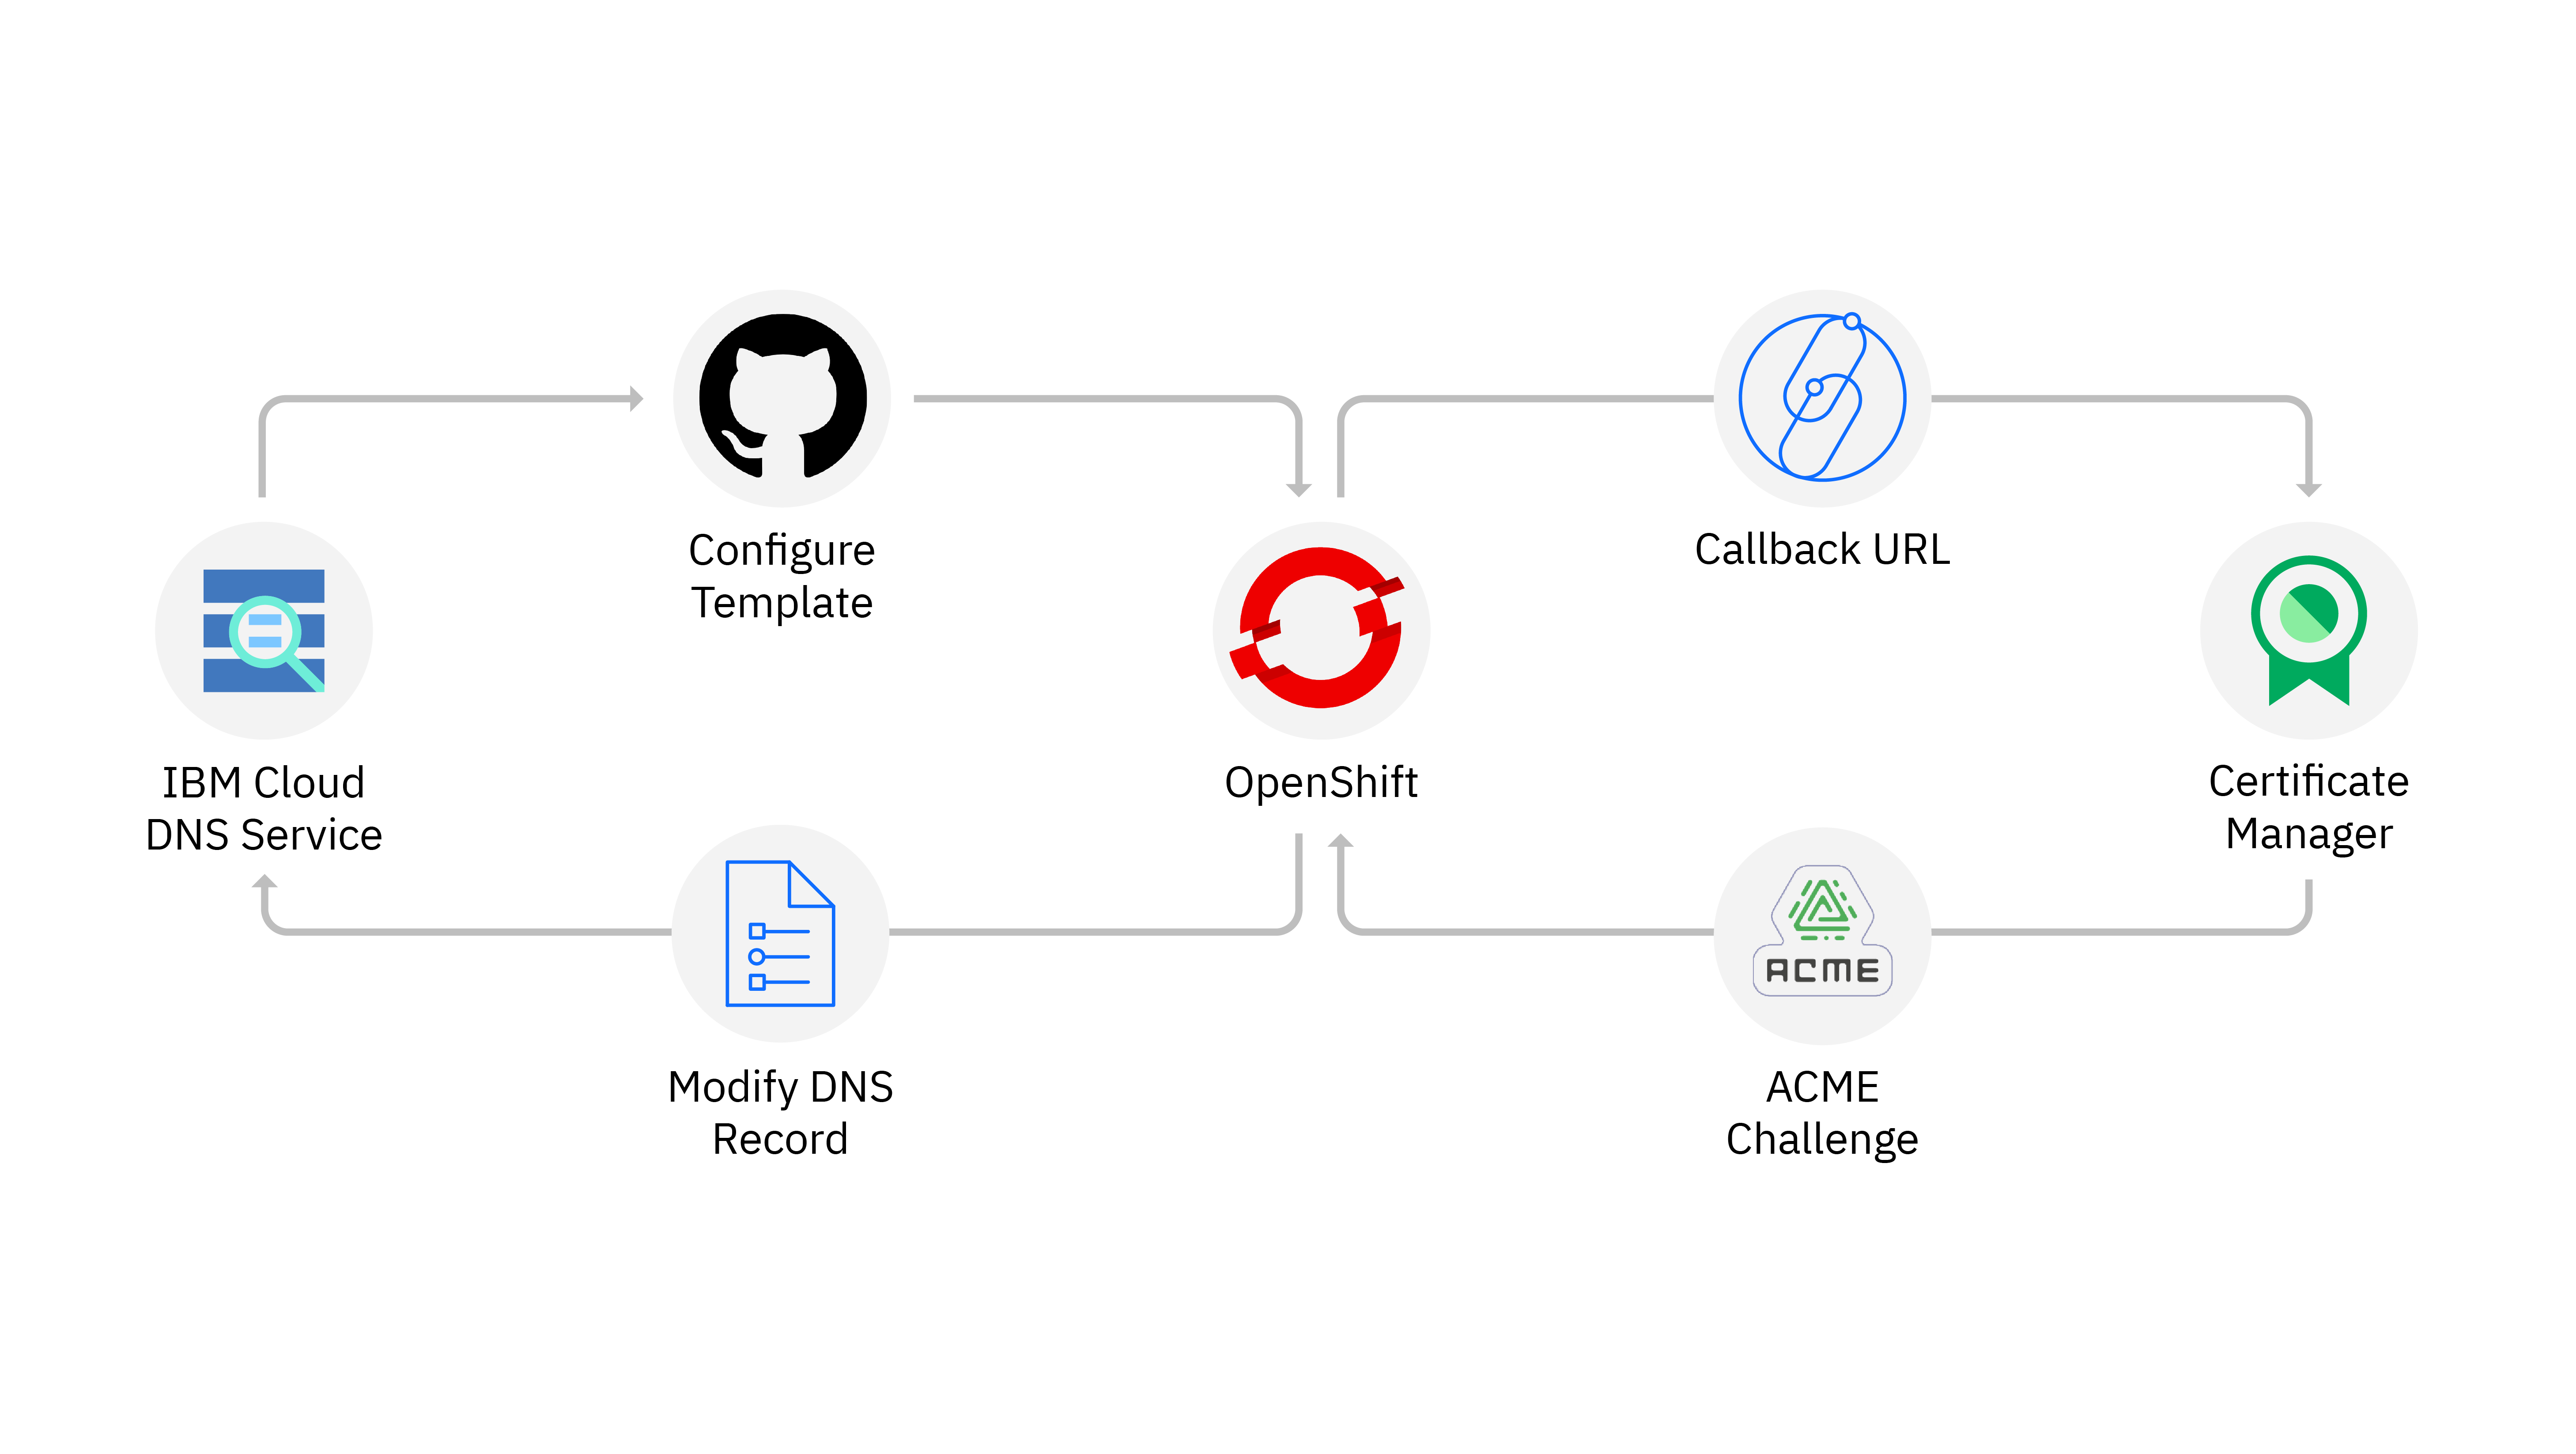 Configure
Template
Callback URL
IBM Cloud
DNS Service
OpenShift
Certificate
Manager
ACME
Modify DNS
Record
ACME
Challenge